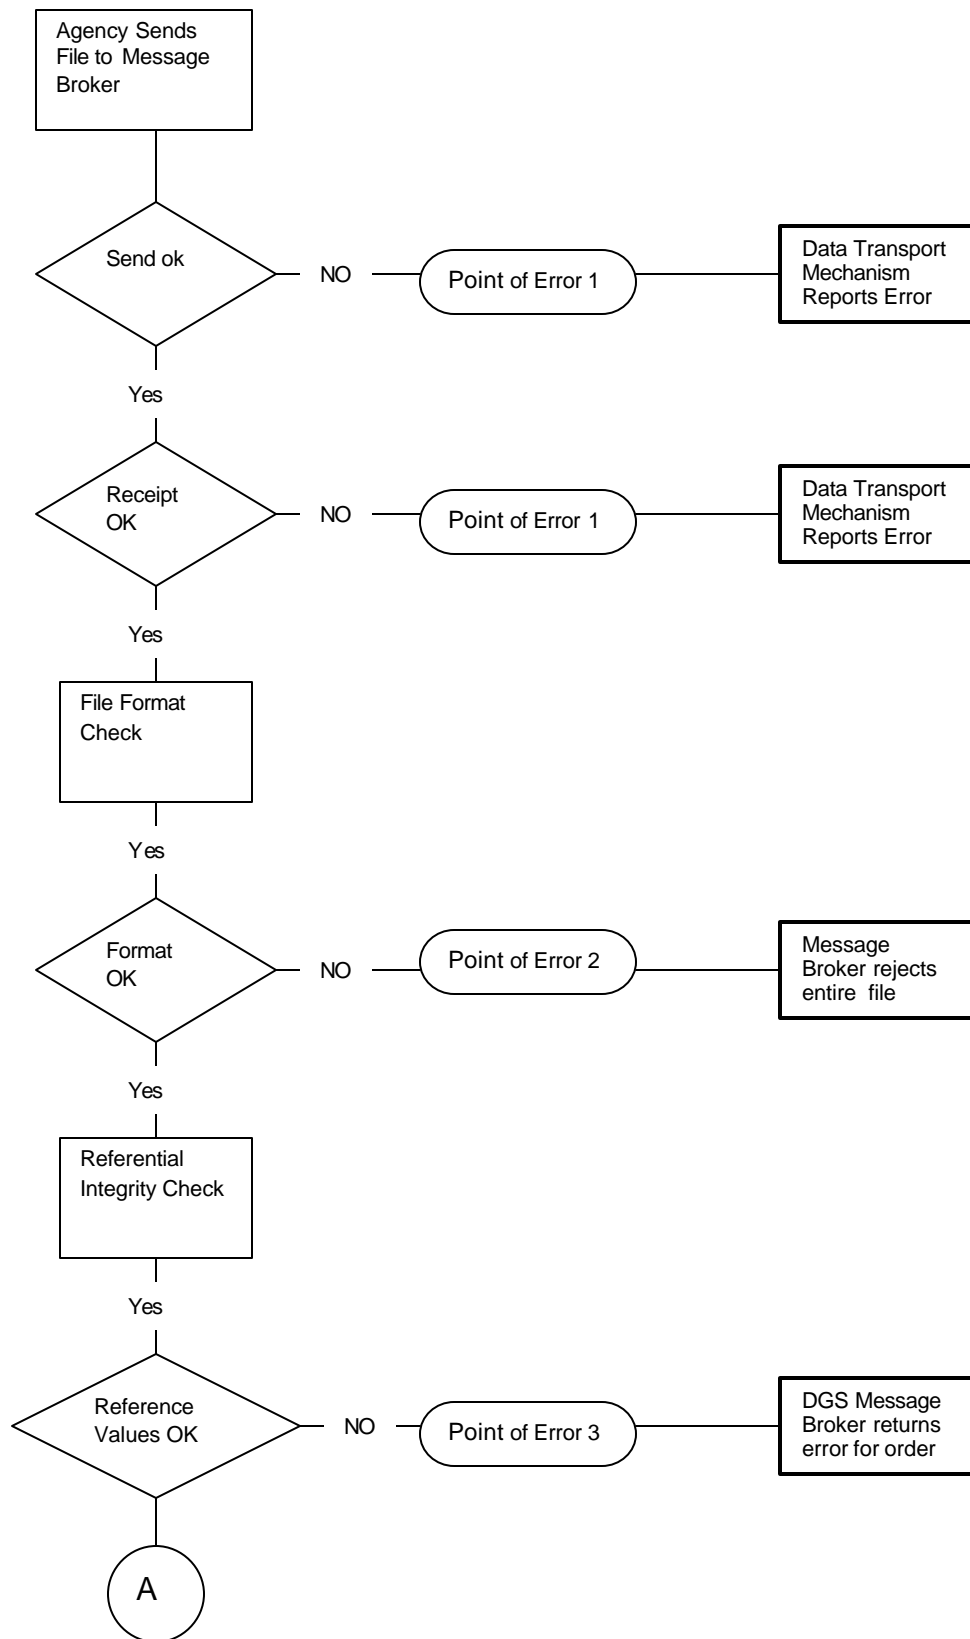 Agency Sends
File to Message
Broker
Send ok
NO
Point of Error 1
Data Transport
Mechanism
Reports Error
Yes
Receipt
OK
NO
Point of Error 1
Data Transport
Mechanism
Reports Error
Yes
File Format
Check
Yes
Format
OK
NO
Point of Error 2
Message
Broker rejects
entire file
Yes
Referential
Integrity Check
Yes
Reference
Values OK
NO
Point of Error 3
DGS Message
Broker returns
error for order
A